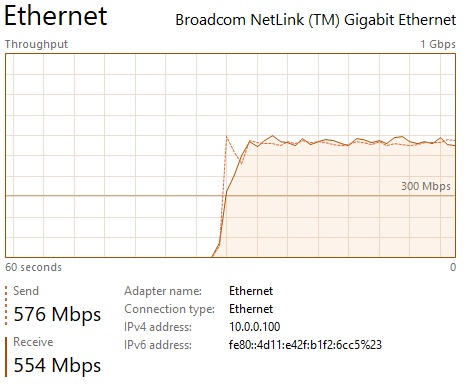 Ethernet
Broadcom NetLink (TM) Gigabit Ethernet
Throughput
1 Gbps
300 Mbps
60 seconds
0
Send
576 Mbps
Receive
554 Mbps
Adapter name: Ethernet
Connection type: Ethernet
IPv4 address: 10.0.0.100
IPv6 address: fe80::4d11:e42f:b1f2:6cc5%23